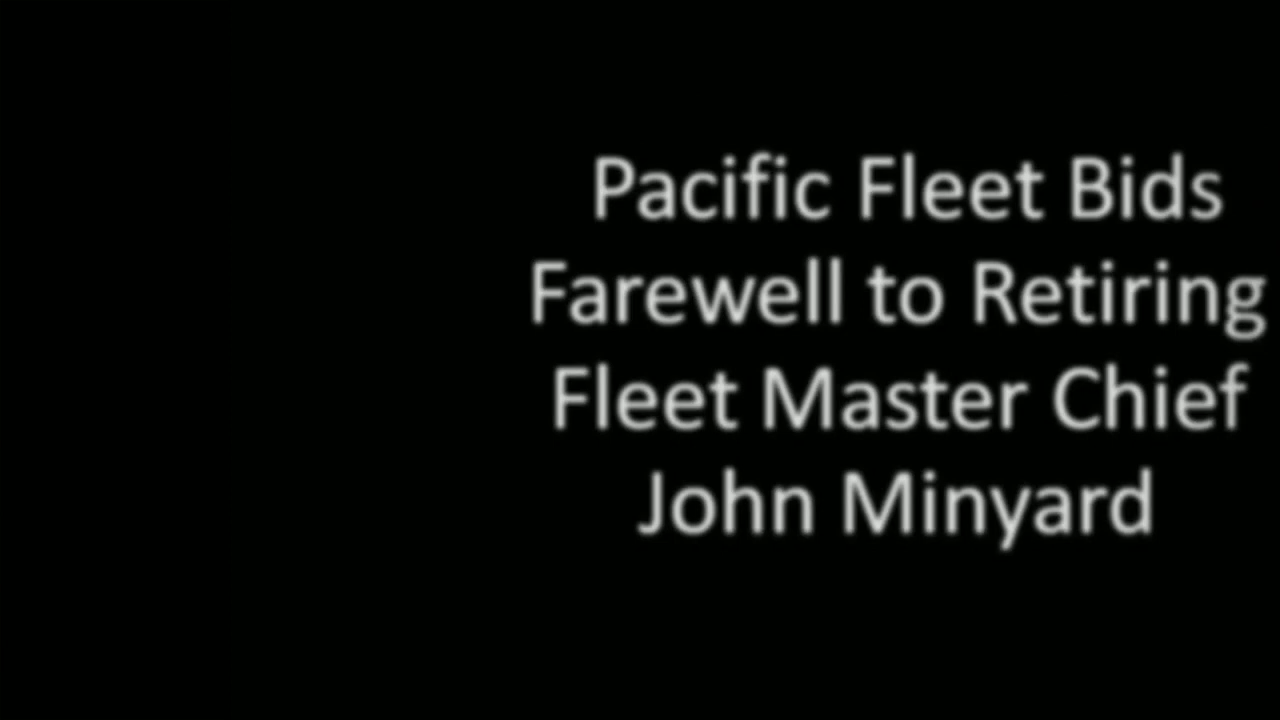 Pacific Fleet Bids
Farewell to Retiring
Fleet Master Chief
John Minyard